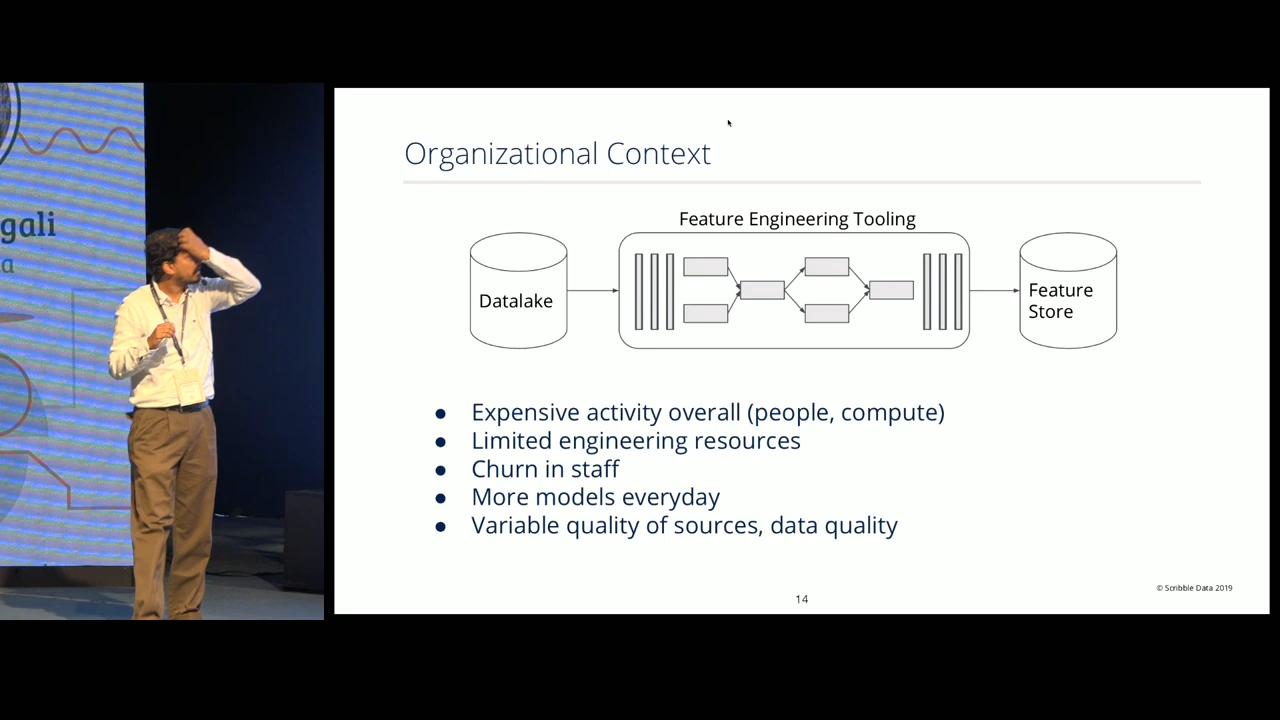 gali
a
Organizational Context
Feature Engineering Tooling
Datalake
Feature
Store
● Expensive activity overall (people, compute)
● Limited engineering resources
● Churn in staff
● More models everyday
● Variable quality of sources, data quality
© Scribble Data 2019
14